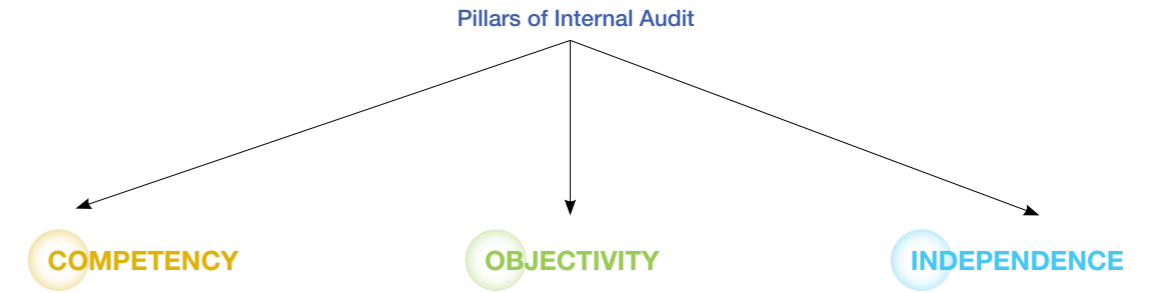 Pillars of Internal Audit
COMPETENCY
OBJECTIVITY
INDEPENDENCE